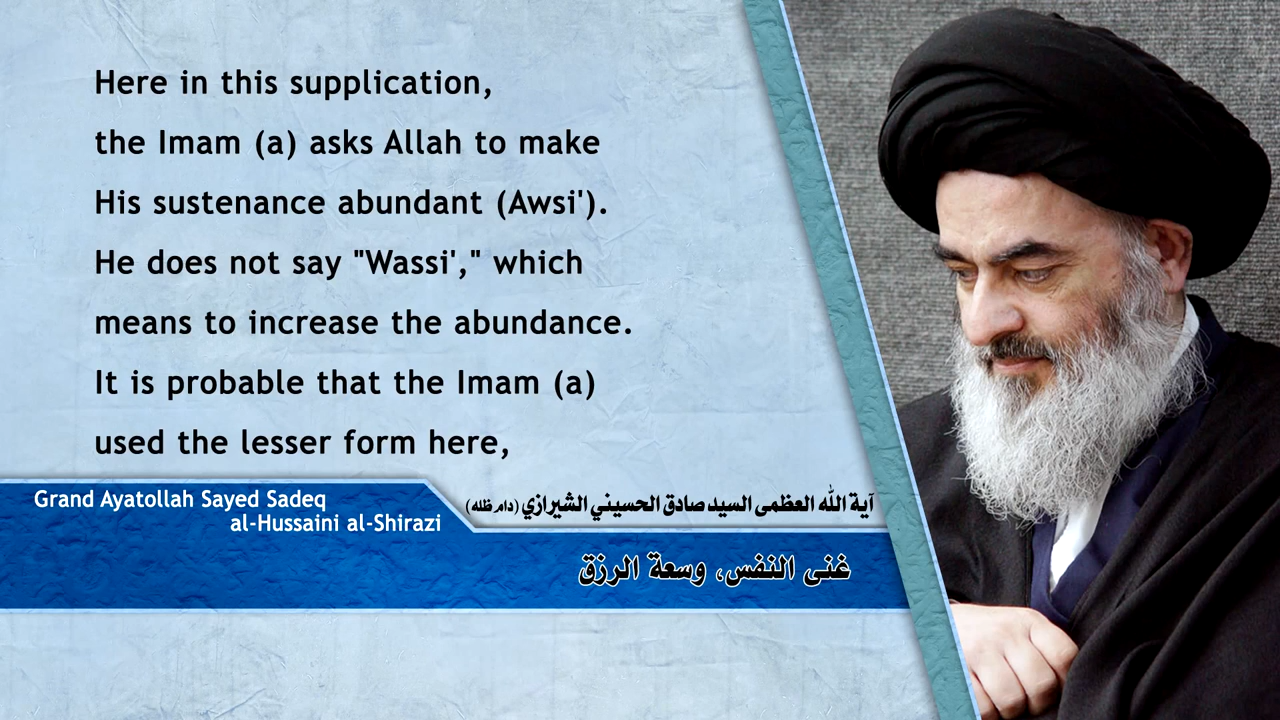 Here in this supplication,
the Imam (a) asks Allah to make
His sustenance abundant (Awsi').
He does not say "Wassi'," which
means to increase the abundance.
It is probable that the Imam (a)
used the lesser form here,
Grand Ayatollah Sayed Sadeq
al-Hussaini al-Shirazi
آية الله العظمى السيد صادق الحسيني الشيرازي (دام ظله)
غنى النفس، وسعة الرزق